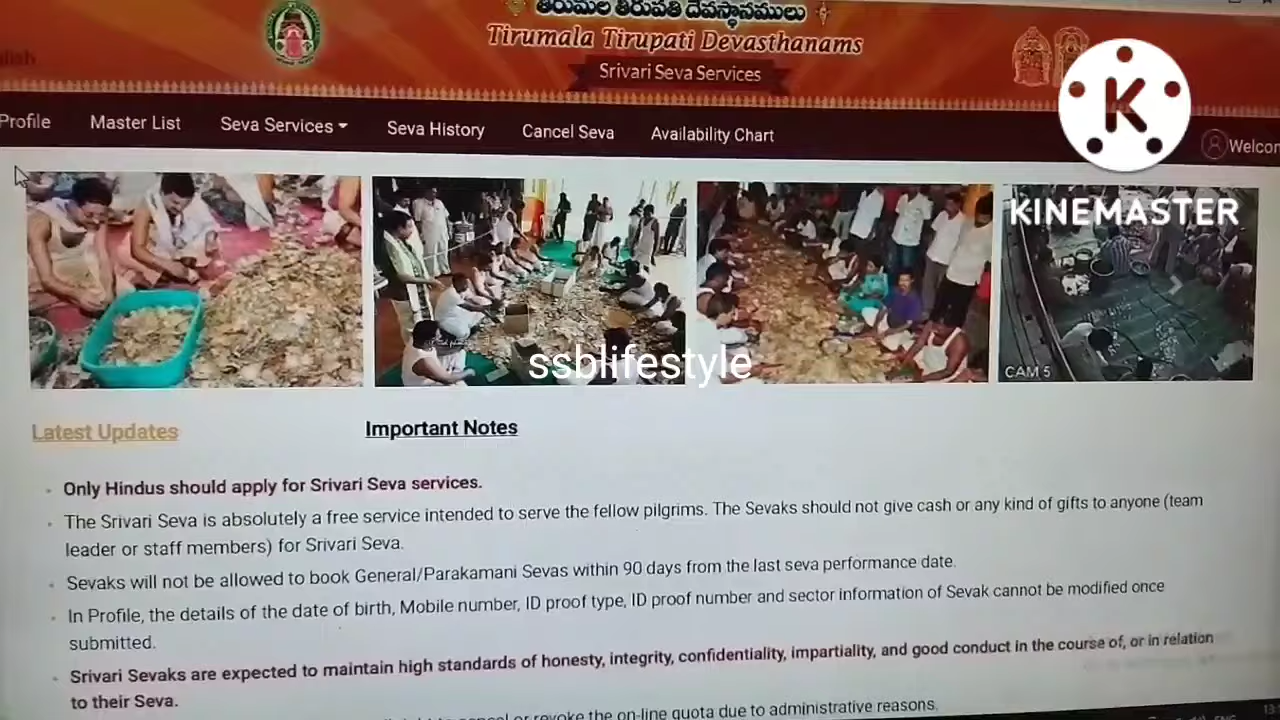 తిరుమల తిరుపతి దేవస్థానములు
Tirumala Tirupati Devasthanams
Srivari Seva Services
Profile Master List Seva Services Seva History Cancel Seva Availability Chart
K
KINEMASTER
ssblifestyle
CAM 5
Latest Updates Important Notes
Only Hindus should apply for Srivari Seva services.
The Srivari Seva is absolutely a free service intended to serve the fellow pilgrims. The Sevaks should not give cash or any kind of gifts to anyone (team
leader or staff members) for Srivari Seva.
Sevaks will not be allowed to book General/Parakamani Sevas within 90 days from the last seva performance date.
In Profile, the details of the date of birth, Mobile number, ID proof type, ID proof number and sector information of Sevak cannot be modified once
submitted.
Srivari Sevaks are expected to maintain high standards of honesty, integrity, confidentiality, impartiality, and good conduct in the course of, or in relation
to their Seva.
or revoke the on-line quota due to administrative reasons.